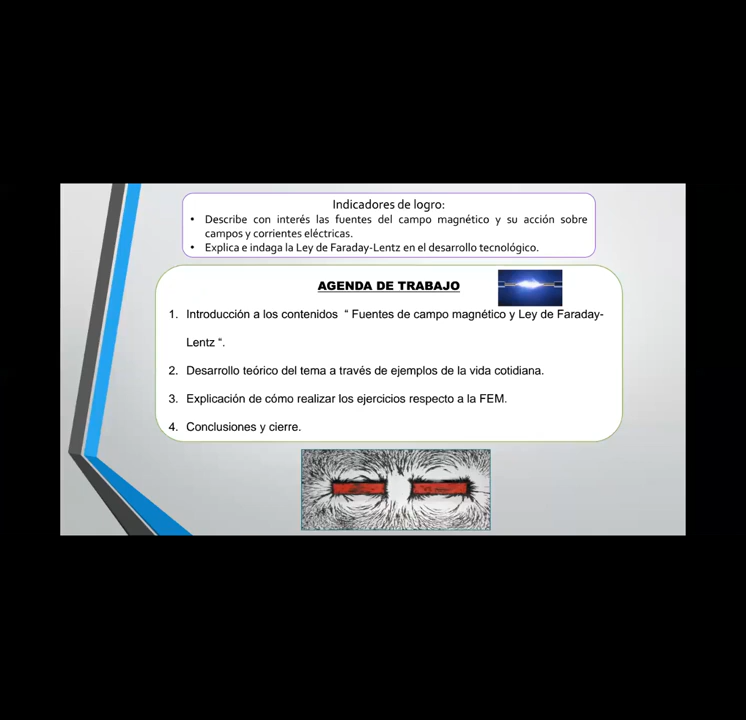 Indicadores de logro:
• Describe con interés las fuentes del campo magnético y su acción sobre
campos y corrientes eléctricas.
• Explica e indaga la Ley de Faraday-Lentz en el desarrollo tecnológico.
AGENDA DE TRABAJO
1. Introducción a los contenidos “ Fuentes de campo magnético y Ley de Faraday-
Lentz “.
2. Desarrollo teórico del tema a través de ejemplos de la vida cotidiana.
3. Explicación de cómo realizar los ejercicios respecto a la FEM.
4. Conclusiones y cierre.